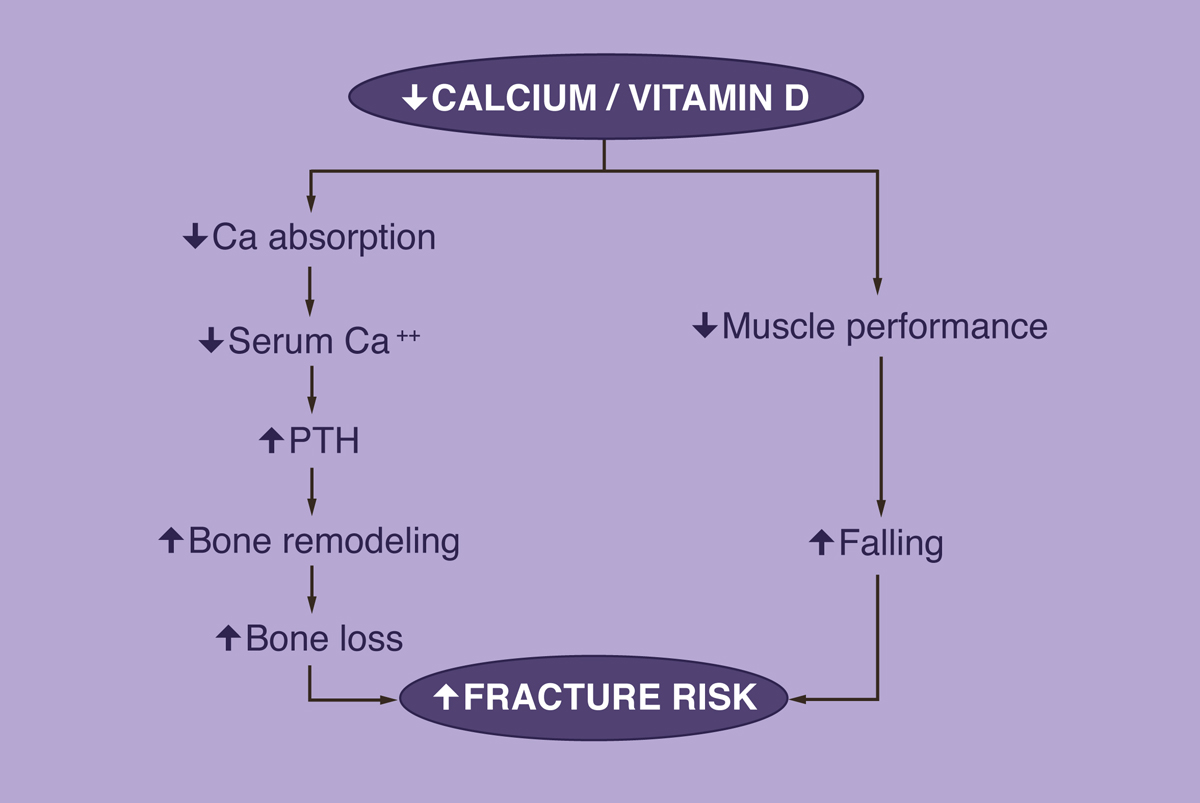 ↓CALCIUM / VITAMIN D
↓Ca absorption
↓Serum Ca ++
↑PTH
↑Bone remodeling
↑Bone loss
↓Muscle performance
↑Falling
↑FRACTURE RISK